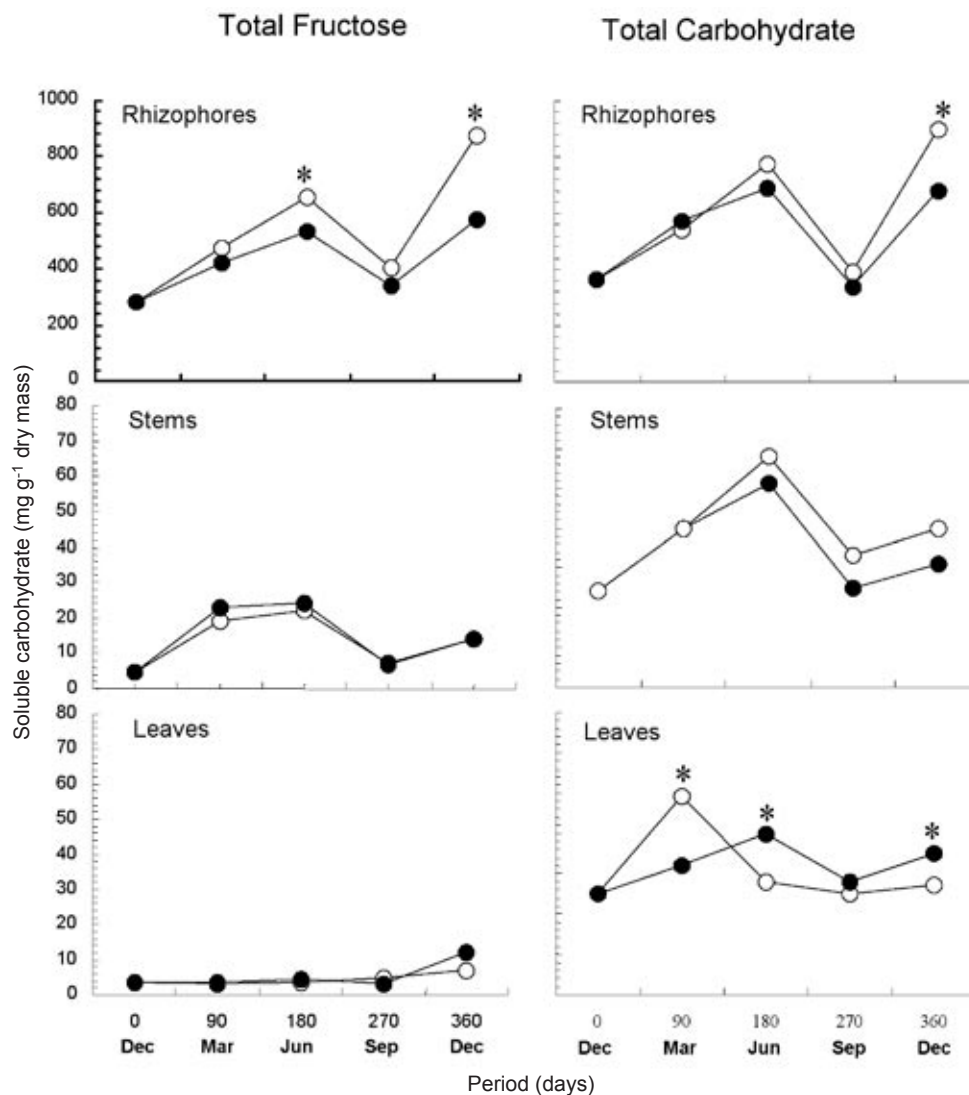 Total Fructose
Total Carbohydrate
Soluble carbohydrate (mg g⁻¹ dry mass)
1000
800
600
400
200
0
Rhizophores
*
*
Rhizophores
*
80
70
60
50
40
30
20
10
0
Stems
Stems
80
70
60
50
40
30
20
10
0
Leaves
Leaves
*
*
*
0 90 180 270 360
Dec Mar Jun Sep Dec
0 90 180 270 360
Dec Mar Jun Sep Dec
Period (days)